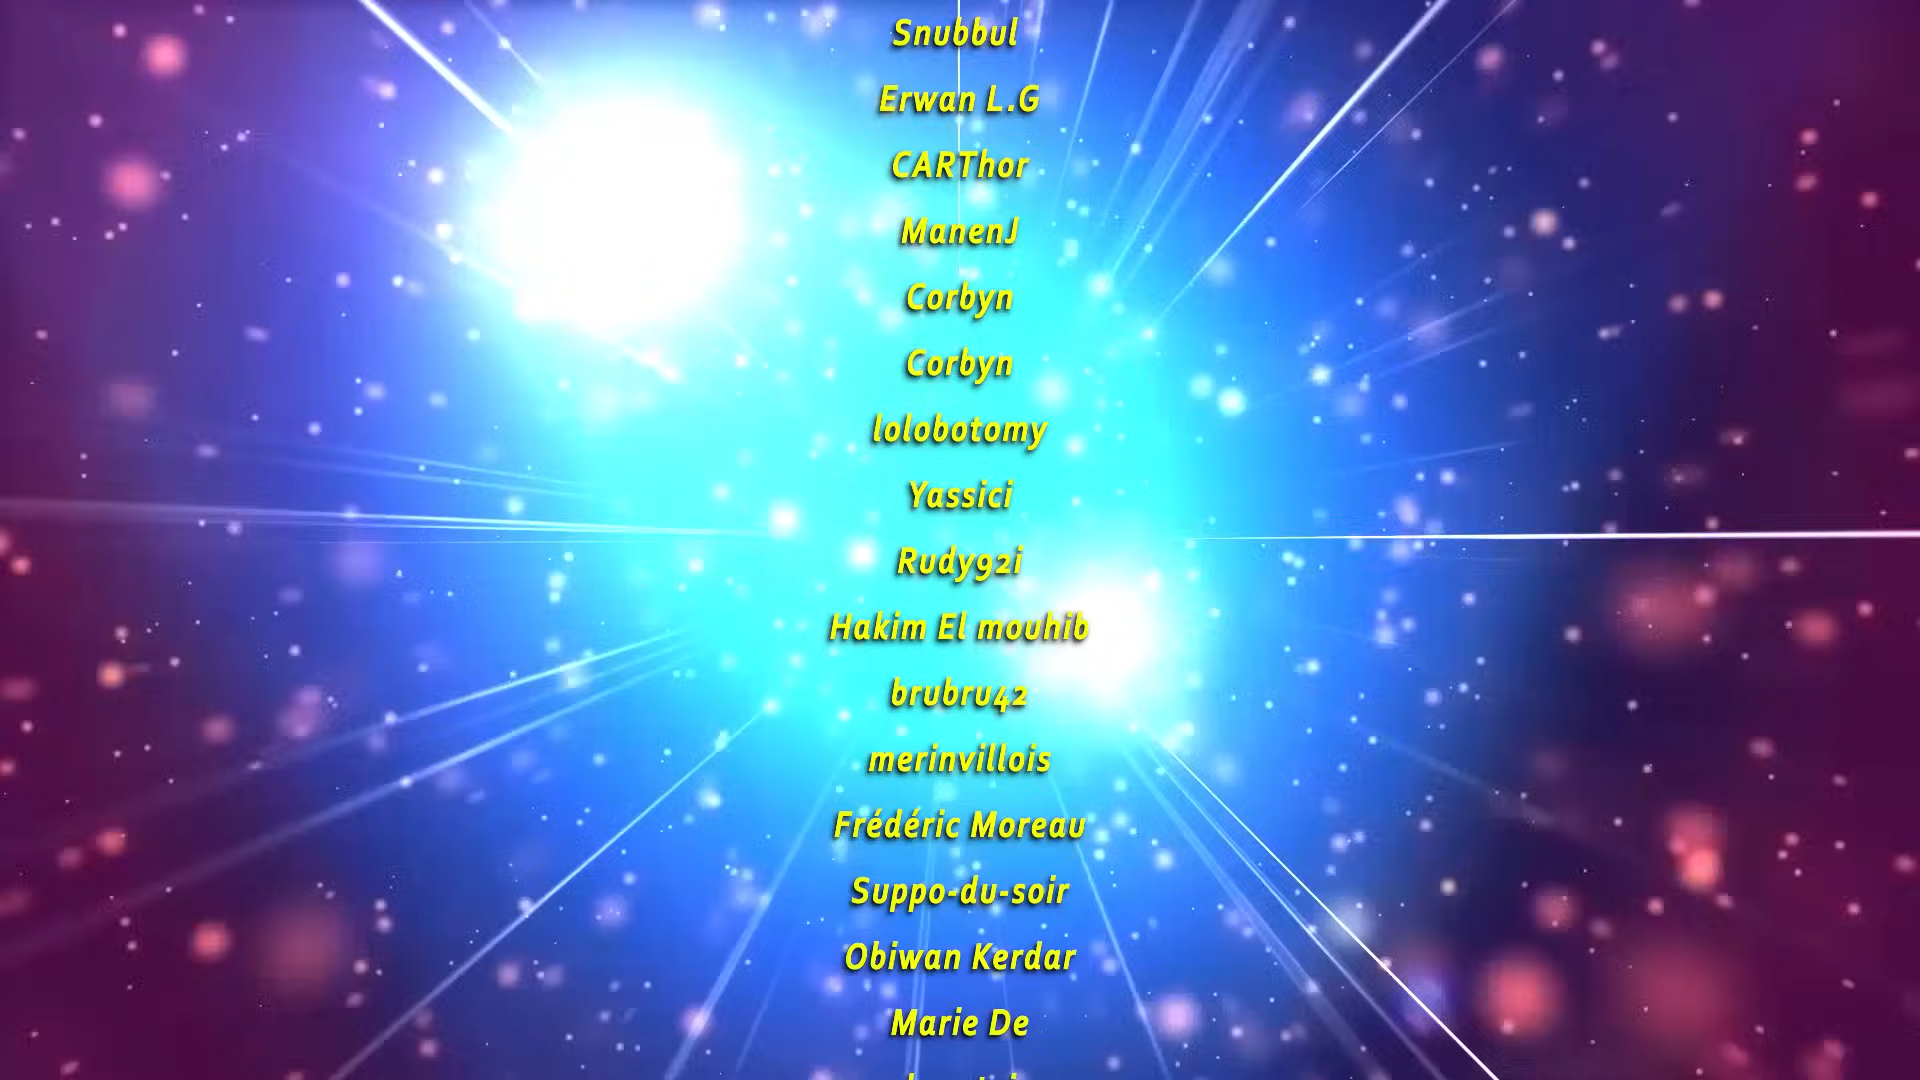 Snubbul
Erwan L.G
CARThor
ManenJ
Corbyn
Corbyn
lolobotomy
Yassici
Rudy92i
Hakim El mouhib
brubru42
merinvillois
Frédéric Moreau
Suppo-du-soir
Obiwan Kerdar
Marie De